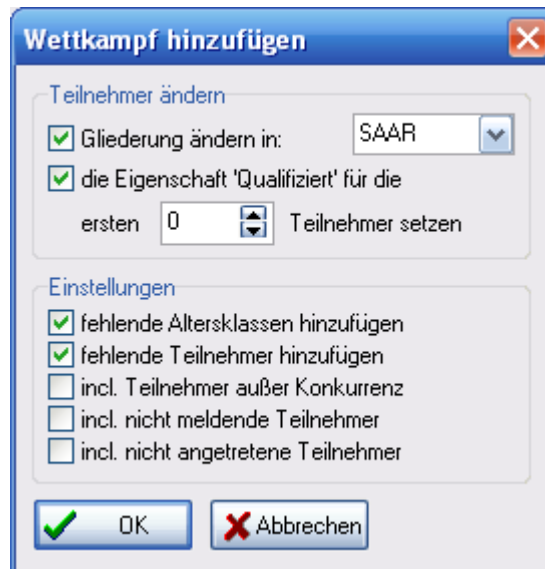 Wettkampf hinzufügen
Teilnehmer ändern
Gliederung ändern in: SAAR
die Eigenschaft 'Qualifiziert' für die
ersten 0 Teilnehmer setzen
Einstellungen
fehlende Altersklassen hinzufügen
fehlende Teilnehmer hinzufügen
incl. Teilnehmer außer Konkurrenz
incl. nicht meldende Teilnehmer
incl. nicht angetretene Teilnehmer
OK Abbrechen